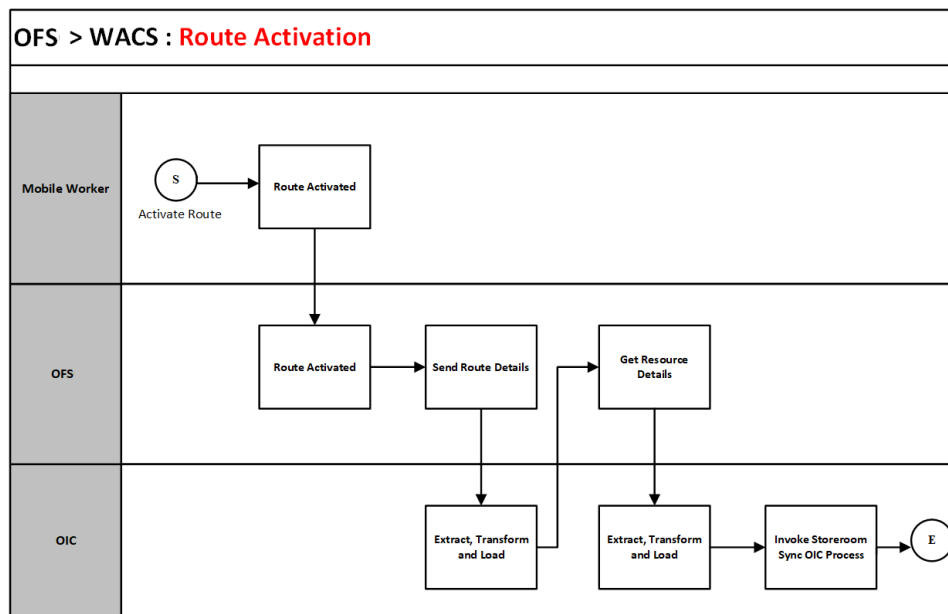 OFS > WACS : Route Activation
Mobile Worker
S
Activate Route
Route Activated
OFS
Route Activated
Send Route Details
Get Resource
Details
OIC
Extract, Transform
and Load
Extract, Transform
and Load
Invoke Storeroom
Sync OIC Process
E